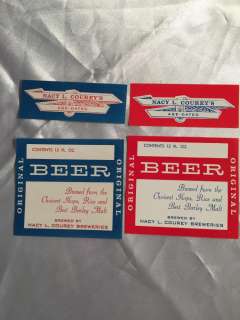 NACY L. COUREY'S
AGE-DATED
NACY L. COUREY'S
AGE-DATED
CONTENTS 12 FL. OZ.
ORIGINAL
BEER
ORIGINAL
Brewed from the
Choicest Hops, Rice and
Best Barley Malt
BREWED BY
NACY L. COUREY BREWERIES
CONTENTS 12 FL. OZ.
ORIGINAL
BEER
ORIGINAL
Brewed from the
Choicest Hops, Rice and
Best Barley Malt
BREWED BY
NACY L. COUREY BREWERIES